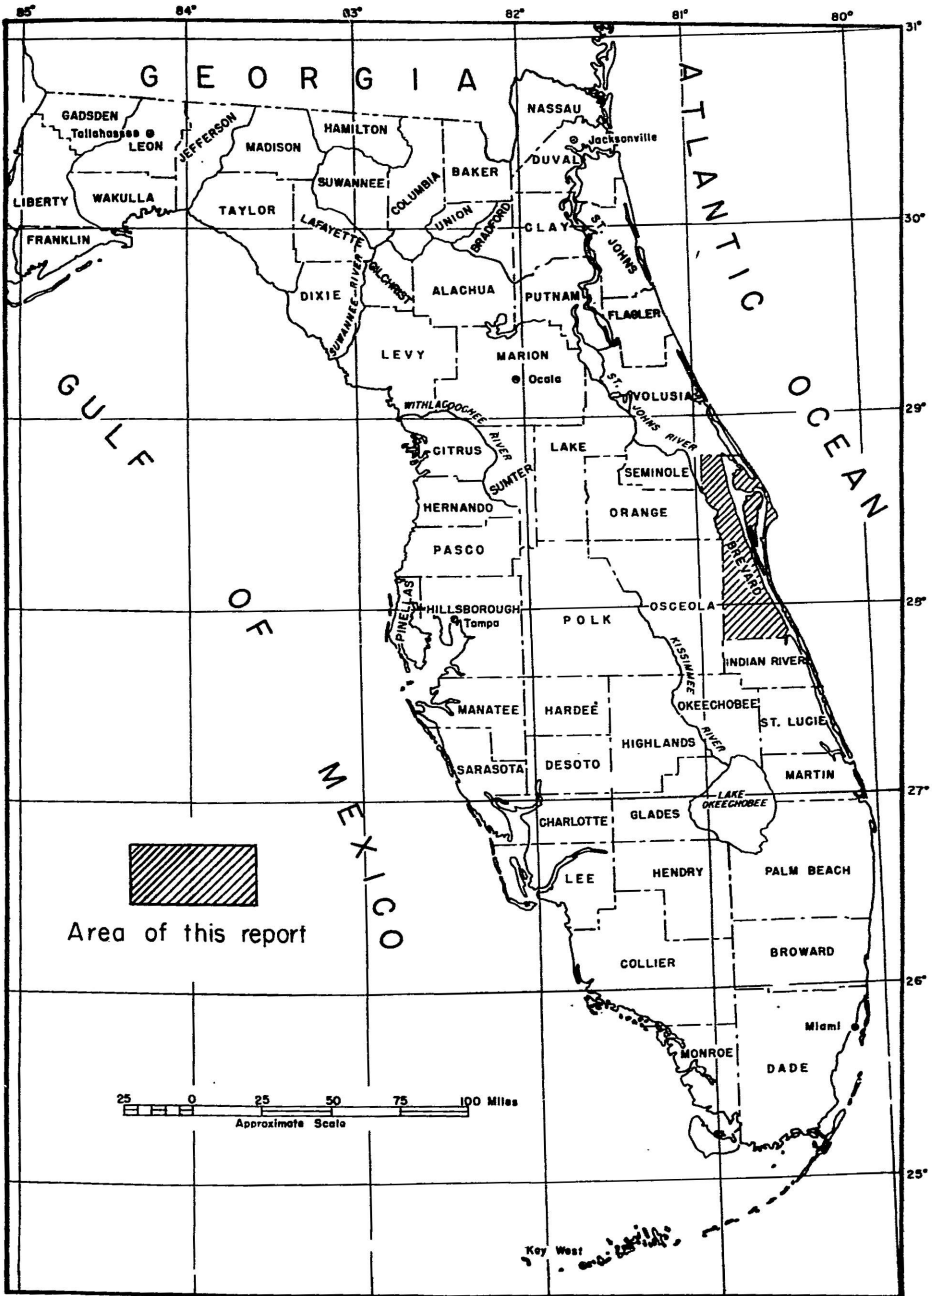 85°
84°
83°
82°
81°
80°
31°
GEORGIA
ATLANTIC OCEAN
NASSAU
GADSDEN
Tallahassee
LEON
JEFFERSON
MADISON
HAMILTON
Jacksonville
DUVAL
BAKER
SUWANNEE
COLUMBIA
LIBERTY
WAKULLA
TAYLOR
LAFAYETTE
UNION
BRADFORD
CLAY
ST. JOHNS
30°
FRANKLIN
DIXIE
SUWANNEE RIVER
GILCHRIST
ALACHUA
PUTNAM
FLAGLER
LEVY
MARION
Ocala
ST. JOHNS RIVER
VOLUSIA
29°
WITHLACOOCHEE RIVER
CITRUS
SUMTER
LAKE
SEMINOLE
HERNANDO
ORANGE
PASCO
BREVARD
GULF OF MEXICO
PINELLAS
HILLSBOROUGH
Tampa
POLK
OSCEOLA
28°
KISSIMMEE RIVER
INDIAN RIVER
MANATEE
HARDEE
OKEECHOBEE
ST. LUCIE
HIGHLANDS
SARASOTA
DESOTO
MARTIN
27°
LAKE
OKEECHOBEE
CHARLOTTE
GLADES
LEE
HENDRY
PALM BEACH
Area of this report
COLLIER
BROWARD
26°
Miami
MONROE
DADE
25 0 25 50 75 100 Miles
Approximate Scale
25°
Key West